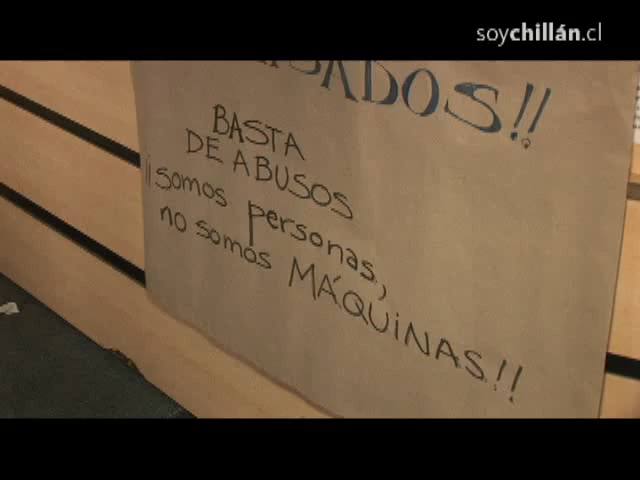 soychillán.cl
BASTA
DE ABUSOS
¡¡somos personas,
no somos MÁQUINAS!!